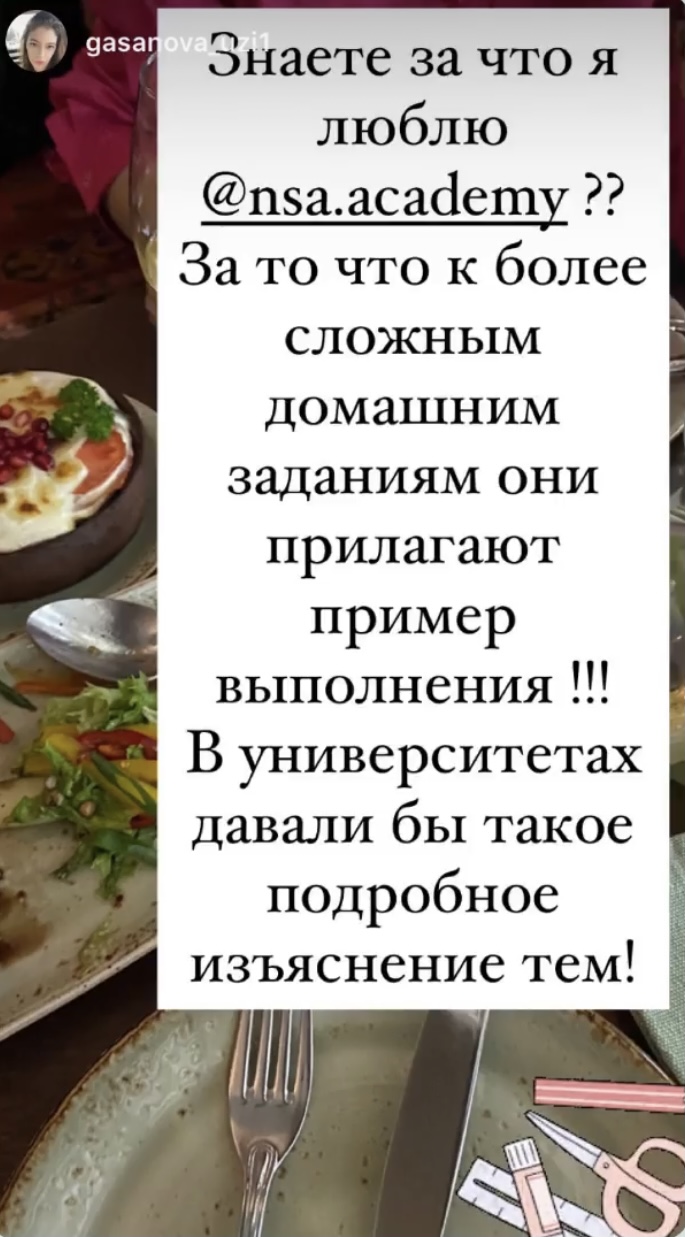 gasanova_uzi1
Знаете за что я
люблю
@nsa.academy ??
За то что к более
сложным
домашним
заданиям они
прилагают
пример
выполнения !!!
В университетах
давали бы такое
подробное
изъяснение тем!